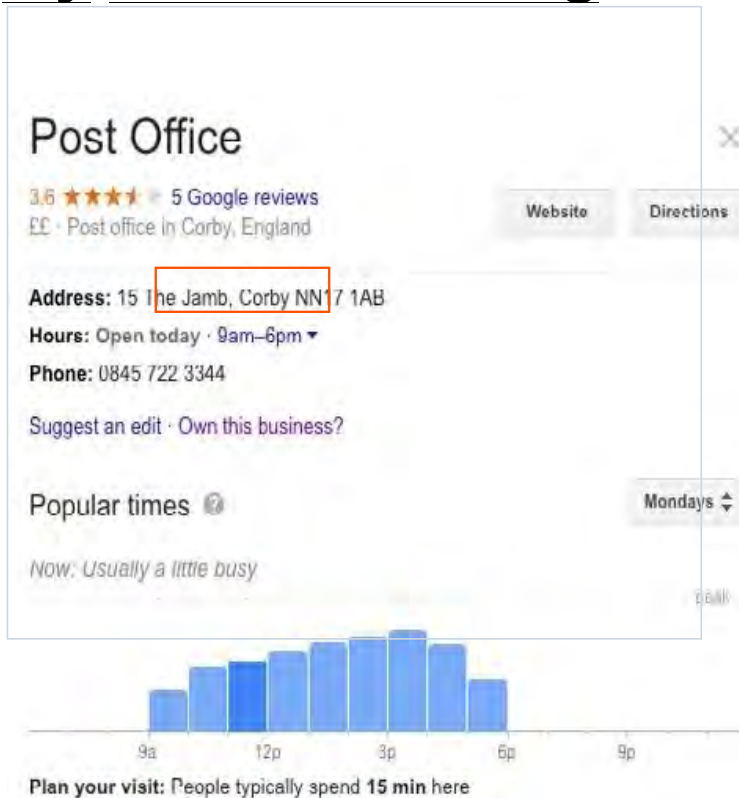 Post Office
3.6 5 Google reviews
££ · Post office in Corby, England
Website
Directions
Address: 15 The Jamb, Corby NN17 1AB
Hours: Open today · 9am–6pm
Phone: 0845 722 3344
Suggest an edit · Own this business?
Popular times ?
Mondays
Now: Usually a little busy
9a 12p 3p 6p 9p
Plan your visit: People typically spend 15 min here